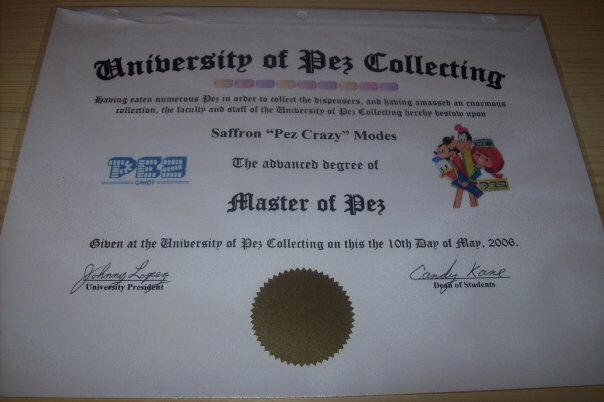 University of Pez Collecting
Having eaten numerous Pez in order to collect the dispensers, and having amassed an enormous
collection, the faculty and staff of the University of Pez Collecting hereby bestow upon
Saffron "Pez Crazy" Modes
PEZ
CANDY
The advanced degree of
PEZ
Master of Pez
Given at the University of Pez Collecting on this the 10th Day of May, 2006.
Johnny Lopez
University President
Candy Kane
Dean of Students